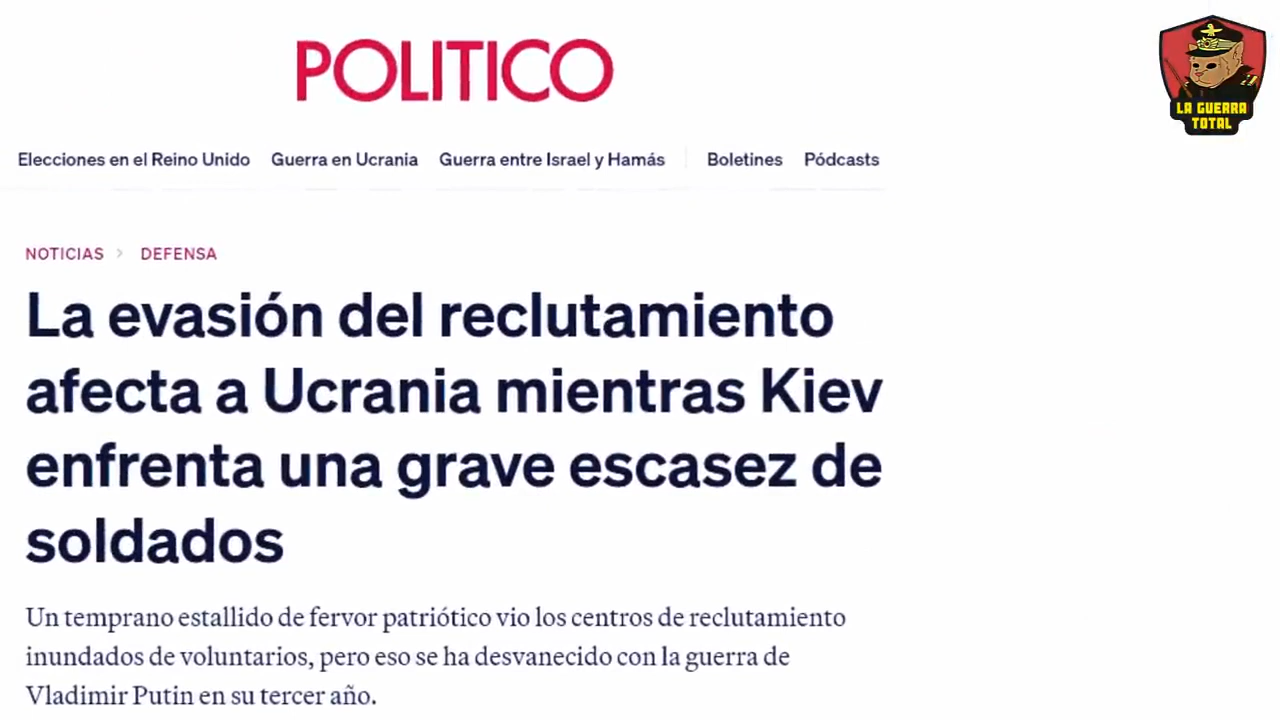 POLITICO
LA GUERRA
TOTAL
Elecciones en el Reino Unido Guerra en Ucrania Guerra entre Israel y Hamás Boletines Pódcasts
NOTICIAS > DEFENSA
La evasión del reclutamiento
afecta a Ucrania mientras Kiev
enfrenta una grave escasez de
soldados
Un temprano estallido de fervor patriótico vio los centros de reclutamiento
inundados de voluntarios, pero eso se ha desvanecido con la guerra de
Vladimir Putin en su tercer año.